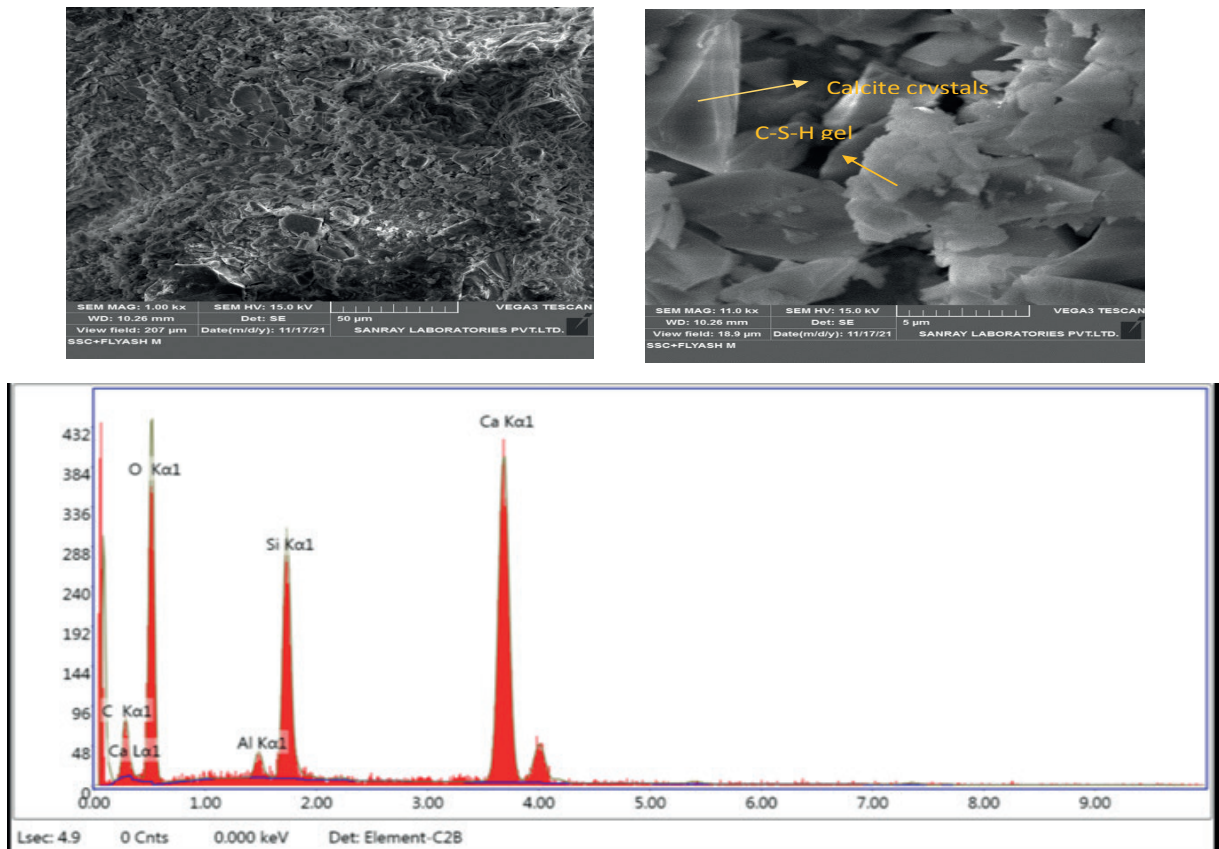 SEM MAG: 1.00 kx SEM HV: 15.0 kV VEGA3 TESCAN
WD: 10.26 mm Det: SE 50 µm
View field: 207 µm Date(m/d/y): 11/17/21 SANRAY LABORATORIES PVT.LTD.
SSC+FLYASH M
Calcite crystals
C-S-H gel
SEM MAG: 11.0 kx SEM HV: 15.0 kV VEGA3 TESCAN
WD: 10.26 mm Det: SE 5 µm
View field: 18.9 µm Date(m/d/y): 11/17/21 SANRAY LABORATORIES PVT.LTD.
SSC+FLYASH M
432
384
336
288
240
192
144
96
48
0
O Kα1
Ca Kα1
Si Kα1
C Kα1
Ca Lα1
Al Kα1
0.00 1.00 2.00 3.00 4.00 5.00 6.00 7.00 8.00 9.00
Lsec: 4.9 0 Cnts 0.000 keV Det: Element-C2B